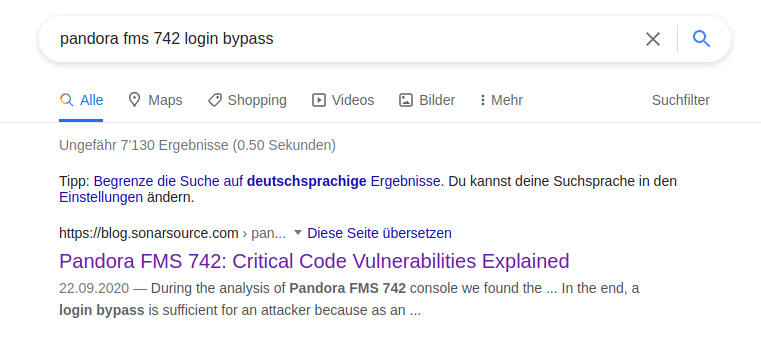 pandora fms 742 login bypass
Alle Maps Shopping Videos Bilder Mehr Suchfilter
Ungefähr 7’130 Ergebnisse (0.50 Sekunden)
Tipp: Begrenze die Suche auf deutschsprachige Ergebnisse. Du kannst deine Suchsprache in den
Einstellungen ändern.
https://blog.sonarsource.com › pan... Diese Seite übersetzen
Pandora FMS 742: Critical Code Vulnerabilities Explained
22.09.2020 — During the analysis of Pandora FMS 742 console we found the ... In the end, a
login bypass is sufficient for an attacker because as an ...